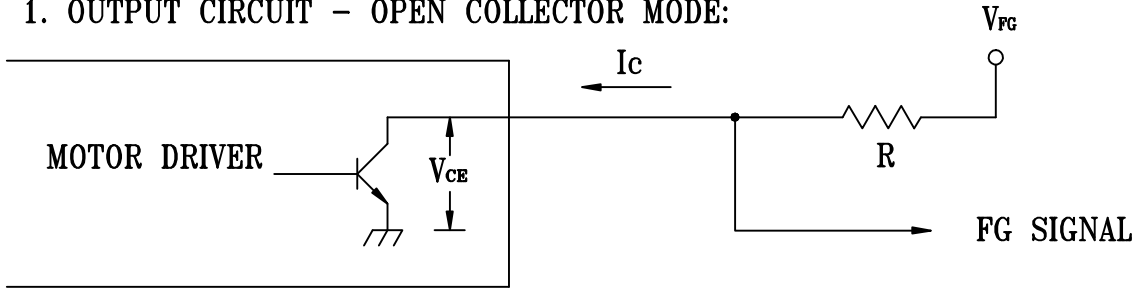 1. OUTPUT CIRCUIT – OPEN COLLECTOR MODE:
VFG
Ic
MOTOR DRIVER
VCE
R
FG SIGNAL